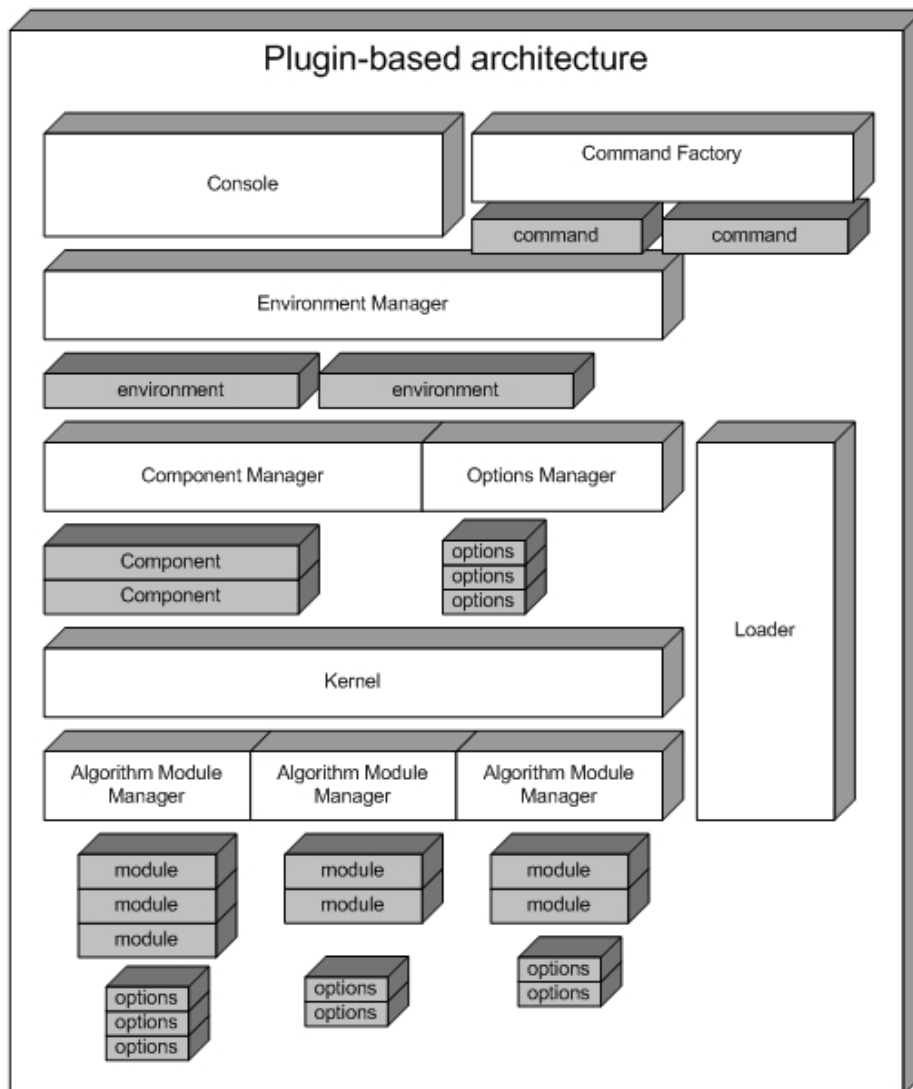 Plugin-based architecture
Console
Command Factory
command
command
Environment Manager
environment
environment
Component Manager
Options Manager
Component
Component
options
options
options
Loader
Kernel
Algorithm Module
Manager
Algorithm Module
Manager
Algorithm Module
Manager
module
module
module
module
module
module
module
options
options
options
options
options
options
options